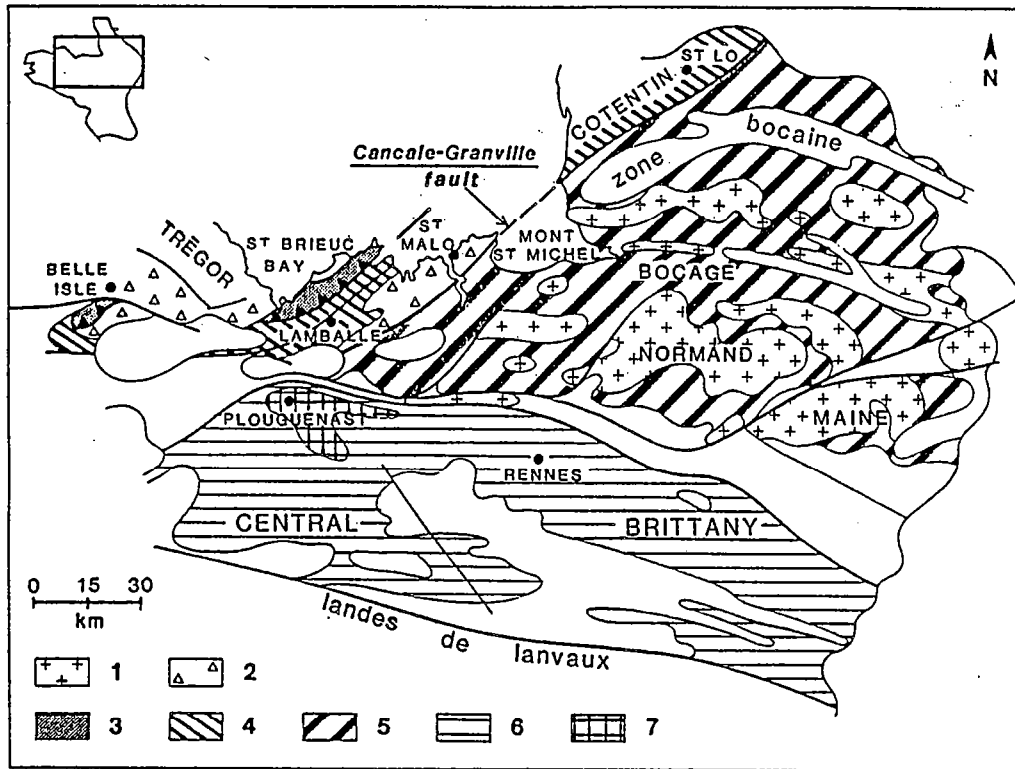 N
ST LO
COTENTIN
bocaine
zone
Cancale-Granville
fault
ST BRIEUC
BAY
ST
MALO
TRĒGOR
MONT
ST MICHEL
BELLE
ISLE
BOCAGE
LAMBALLE
NORMAND
MAINE
PLOUGUENAST
RENNES
CENTRAL
BRITTANY
0 15 30
km
landes de lanvaux
1 2
3 4 5 6 7